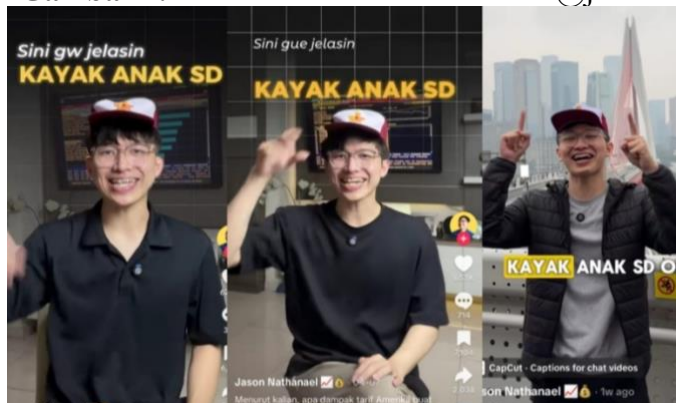 Sini gw jelasin
KAYAK ANAK SD
Sini gue jelasin
KAYAK ANAK SD
714
Jason Nathanael
Menurut kalian, apa dampak tarif Amerika buat
KAYAK ANAK SD O
CapCut · Captions for chat videos
son Nathanael · 1w ago